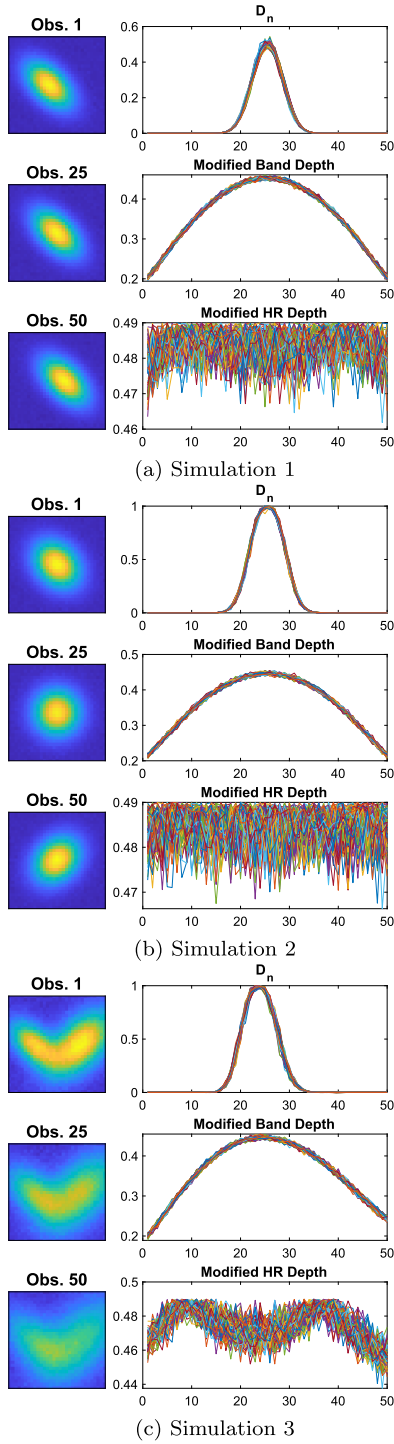 Obs. 1
D_n
0.6
0.4
0.2
0
0 10 20 30 40 50
Obs. 25
Modified Band Depth
0.4
0.3
0.2
0 10 20 30 40 50
Obs. 50
Modified HR Depth
0.49
0.48
0.47
0.46
0 10 20 30 40 50
(a) Simulation 1
Obs. 1
D_n
1
0.5
0
0 10 20 30 40 50
Obs. 25
Modified Band Depth
0.5
0.4
0.3
0.2
0 10 20 30 40 50
Obs. 50
Modified HR Depth
0.49
0.48
0.47
0 10 20 30 40 50
(b) Simulation 2
Obs. 1
D_n
1
0.5
0
0 10 20 30 40 50
Obs. 25
Modified Band Depth
0.4
0.3
0.2
0 10 20 30 40 50
Obs. 50
Modified HR Depth
0.5
0.48
0.46
0.44
0 10 20 30 40 50
(c) Simulation 3